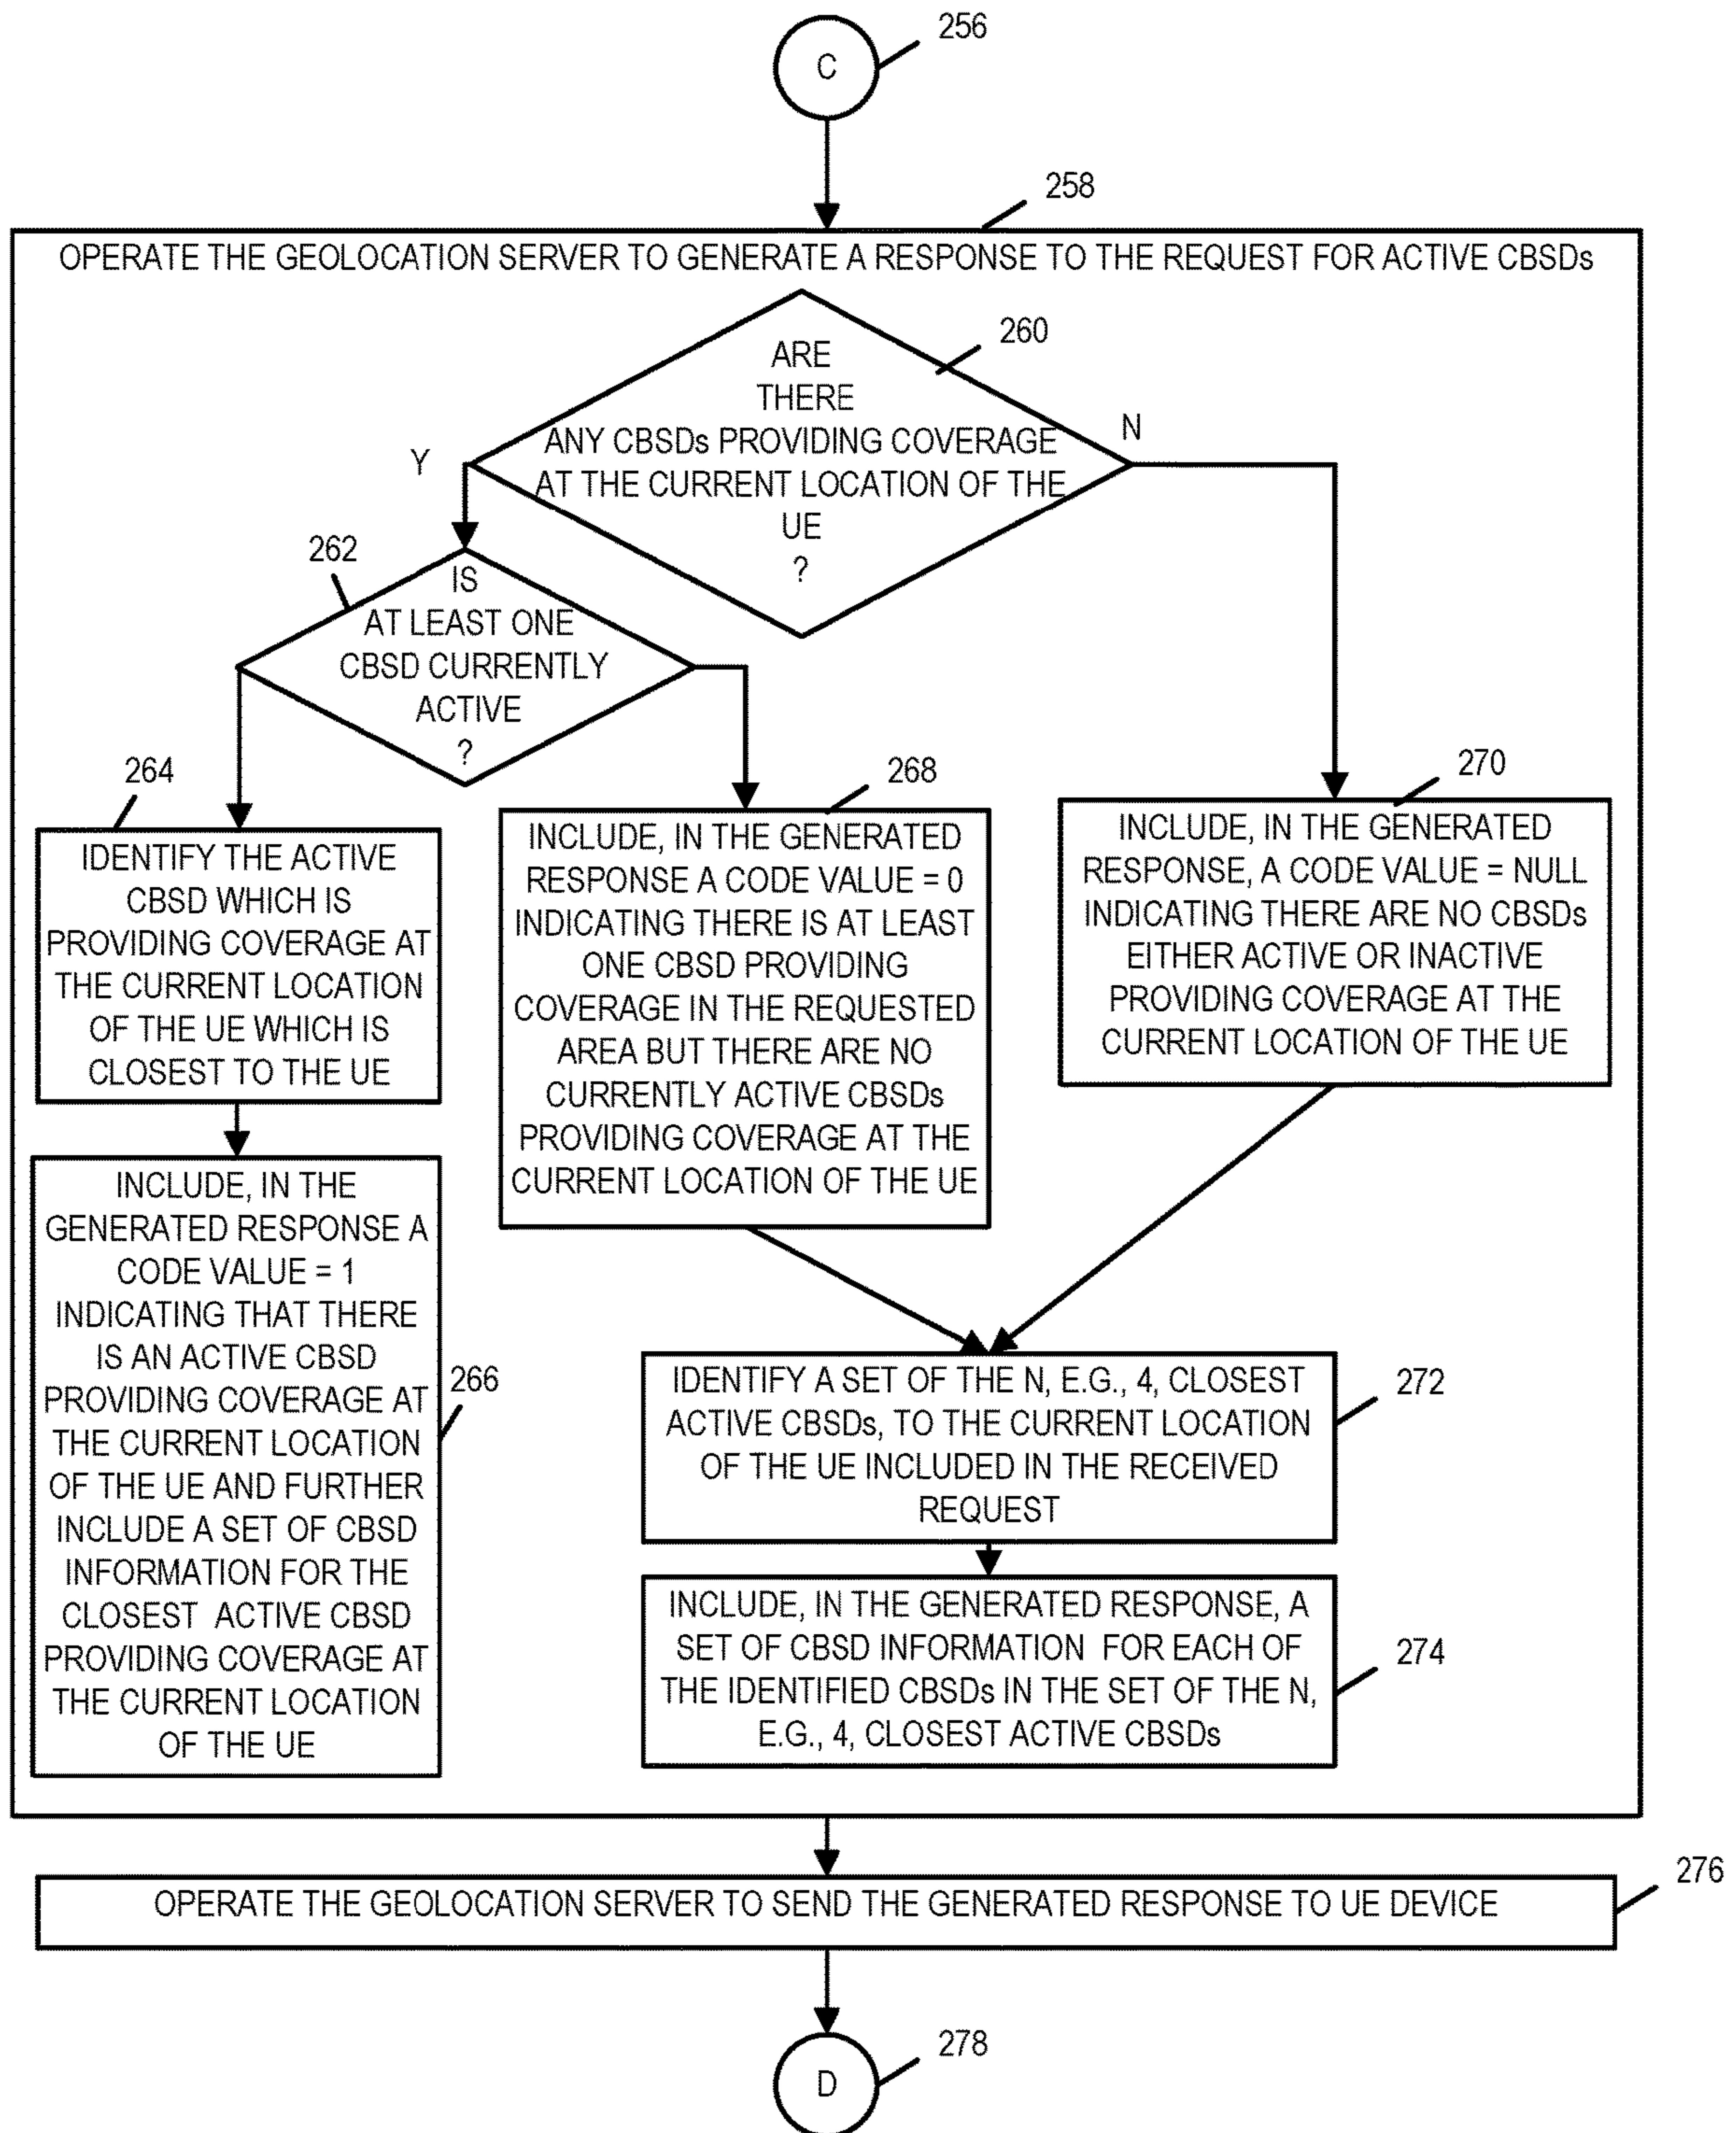 C
256
258
OPERATE THE GEOLOCATION SERVER TO GENERATE A RESPONSE TO THE REQUEST FOR ACTIVE CBSDs
260
ARE
THERE
ANY CBSDs PROVIDING COVERAGE
AT THE CURRENT LOCATION OF THE
UE
?
Y
N
262
IS
AT LEAST ONE
CBSD CURRENTLY
ACTIVE
?
264
IDENTIFY THE ACTIVE
CBSD WHICH IS
PROVIDING COVERAGE AT
THE CURRENT LOCATION
OF THE UE WHICH IS
CLOSEST TO THE UE
268
INCLUDE, IN THE GENERATED
RESPONSE A CODE VALUE = 0
INDICATING THERE IS AT LEAST
ONE CBSD PROVIDING
COVERAGE IN THE REQUESTED
AREA BUT THERE ARE NO
CURRENTLY ACTIVE CBSDs
PROVIDING COVERAGE AT THE
CURRENT LOCATION OF THE UE
270
INCLUDE, IN THE GENERATED
RESPONSE, A CODE VALUE = NULL
INDICATING THERE ARE NO CBSDs
EITHER ACTIVE OR INACTIVE
PROVIDING COVERAGE AT THE
CURRENT LOCATION OF THE UE
INCLUDE, IN THE
GENERATED RESPONSE A
CODE VALUE = 1
INDICATING THAT THERE
IS AN ACTIVE CBSD
PROVIDING COVERAGE AT
THE CURRENT LOCATION
OF THE UE AND FURTHER
INCLUDE A SET OF CBSD
INFORMATION FOR THE
CLOSEST ACTIVE CBSD
PROVIDING COVERAGE AT
THE CURRENT LOCATION
OF THE UE
266
IDENTIFY A SET OF THE N, E.G., 4, CLOSEST
ACTIVE CBSDs, TO THE CURRENT LOCATION
OF THE UE INCLUDED IN THE RECEIVED
REQUEST
272
INCLUDE, IN THE GENERATED RESPONSE, A
SET OF CBSD INFORMATION FOR EACH OF
THE IDENTIFIED CBSDs IN THE SET OF THE N,
E.G., 4, CLOSEST ACTIVE CBSDs
274
OPERATE THE GEOLOCATION SERVER TO SEND THE GENERATED RESPONSE TO UE DEVICE
276
D
278